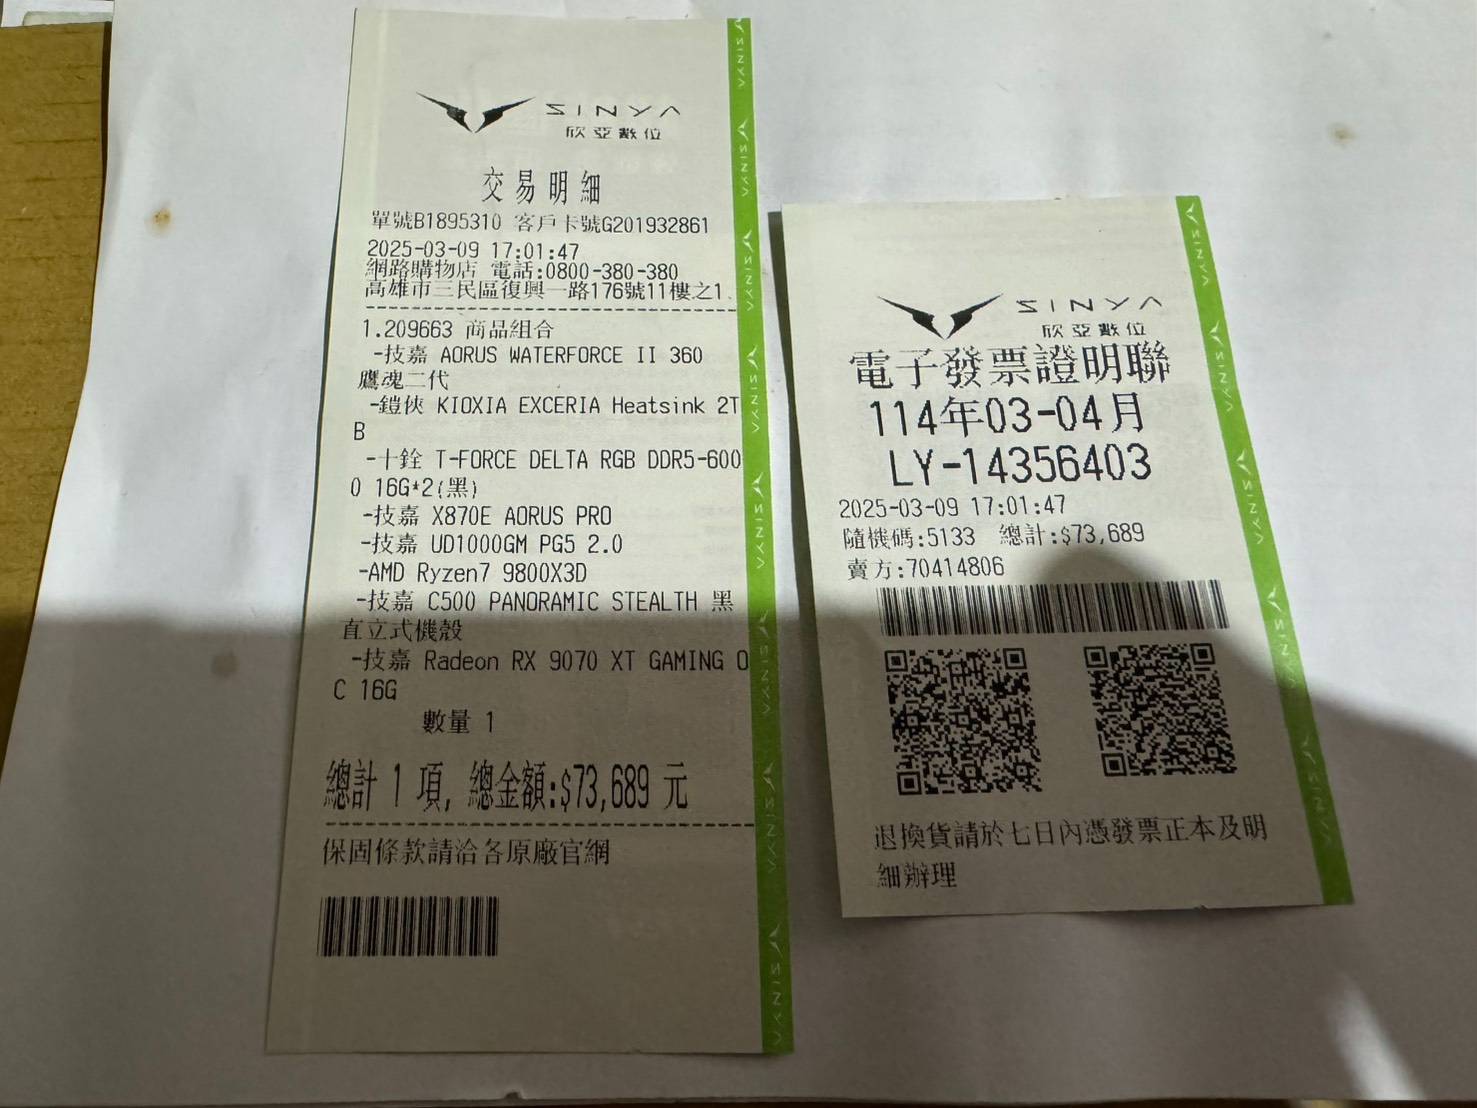 SINYA
欣亞數位
交易明細
單號B1895310 客戶卡號G201932861
2025-03-09 17:01:47
網路購物店 電話:0800-380-380
高雄市三民區復興一路176號11樓之1
1.209663 商品組合
-技嘉 AORUS WATERFORCE II 360
鷹魂二代
-鎧俠 KIOXIA EXCERIA Heatsink 2T
B
-十銓 T-FORCE DELTA RGB DDR5-600
0 16G*2(黑)
-技嘉 X870E AORUS PRO
-技嘉 UD1000GM PG5 2.0
-AMD Ryzen7 9800X3D
-技嘉 C500 PANORAMIC STEALTH 黑
直立式機殼
-技嘉 Radeon RX 9070 XT GAMING O
C 16G
數量 1
總計 1 項, 總金額:$73,689 元
保固條款請洽各原廠官網
SINYA
欣亞數位
電子發票證明聯
114年03-04月
LY-14356403
2025-03-09 17:01:47
隨機碼:5133 總計:$73,689
賣方:70414806
退換貨請於七日內憑發票正本及明
細辦理